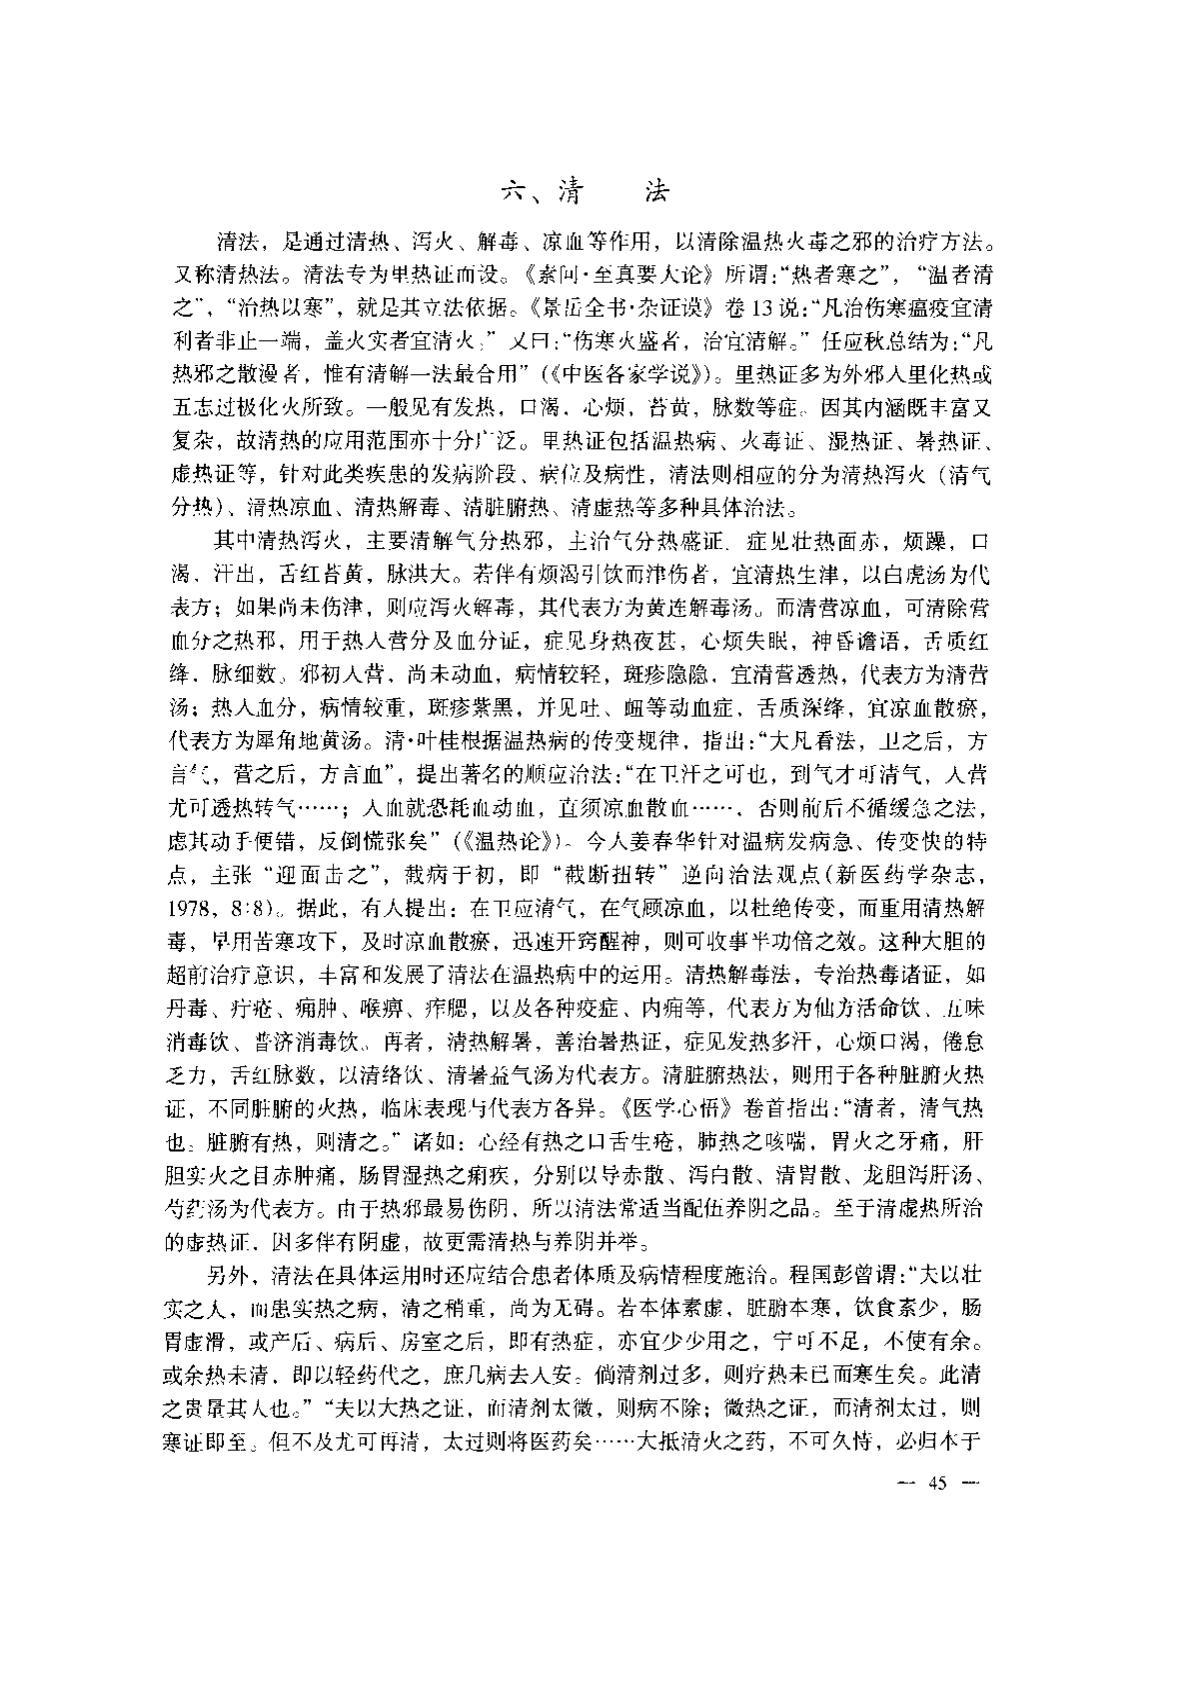 六、清　　法
清法，是通过清热、泻火、解毒、凉血等作用，以清除温热火毒之邪的治疗方法。
又称清热法。清法专为里热证而设。《素问·至真要大论》所谓：“热者寒之”，“温者清
之”，“治热以寒”，就是其立法依据。《景岳全书·杂证谟》卷 13 说：“凡治伤寒瘟疫宜清
利者非止一端，盖火实者宜清火；”又曰：“伤寒火盛者，治宜清解。”任应秋总结为：“凡
热邪之散漫者，惟有清解一法最合用”（《中医各家学说》）。里热证多为外邪入里化热或
五志过极化火所致。一般见有发热，口渴，心烦，苔黄，脉数等症。因其内涵既丰富又
复杂，故清热的应用范围亦十分广泛。里热证包括温热病、火毒证、湿热证、暑热证、
虚热证等，针对此类疾患的发病阶段、病位及病性，清法则相应的分为清热泻火（清气
分热）、清热凉血、清热解毒、清脏腑热、清虚热等多种具体治法。
其中清热泻火，主要清解气分热邪，主治气分热盛证．症见壮热面赤，烦躁，口
渴，汗出，舌红苔黄，脉洪大。若伴有烦渴引饮而津伤者，宜清热生津，以白虎汤为代
表方；如果尚未伤津，则应泻火解毒，其代表方为黄连解毒汤。而清营凉血，可清除营
血分之热邪，用于热入营分及血分证，症见身热夜甚，心烦失眠，神昏谵语，舌质红
绛，脉细数。邪初入营，尚未动血，病情较轻，斑疹隐隐，宜清营透热，代表方为清营
汤；热入血分，病情较重，斑疹紫黑，并见吐、衄等动血症，舌质深绛，宜凉血散瘀，
代表方为犀角地黄汤。清·叶桂根据温热病的传变规律，指出：“大凡看法，卫之后，方
言气，营之后，方言血”，提出著名的顺应治法：“在卫汗之可也，到气才可清气，入营
尤可透热转气……；入血就恐耗血动血，直须凉血散血……．否则前后不循缓急之法，
虑其动手便错，反倒慌张矣”（《温热论》）。今人姜春华针对温病发病急、传变快的特
点，主张“迎面击之”，截病于初，即“截断扭转”逆向治法观点（新医药学杂志，
1978，8:8）。据此，有人提出：在卫应清气，在气顾凉血，以杜绝传变，而重用清热解
毒，早用苦寒攻下，及时凉血散瘀，迅速开窍醒神，则可收事半功倍之效。这种大胆的
超前治疗意识，丰富和发展了清法在温热病中的运用。清热解毒法，专治热毒诸证，如
丹毒、疔疮、痈肿、喉痹、痄腮，以及各种疫症、内痈等，代表方为仙方活命饮、五味
消毒饮、普济消毒饮。再者，清热解暑，善治暑热证，症见发热多汗，心烦口渴，倦怠
乏力，舌红脉数，以清络饮、清暑益气汤为代表方。清脏腑热法，则用于各种脏腑火热
证，不同脏腑的火热，临床表现与代表方各异。《医学心悟》卷首指出：“清者，清气热
也。脏腑有热，则清之。”诸如：心经有热之口舌生疮，肺热之咳喘，胃火之牙痛，肝
胆实火之目赤肿痛，肠胃湿热之痢疾，分别以导赤散、泻白散、清胃散、龙胆泻肝汤、
芍药汤为代表方。由于热邪最易伤阴，所以清法常适当配伍养阴之品。至于清虚热所治
的虚热证，因多伴有阴虚，故更需清热与养阴并举。
另外，清法在具体运用时还应结合患者体质及病情程度施治。程国彭曾谓：“夫以壮
实之人，而患实热之病，清之稍重，尚为无碍。若本体素虚，脏腑本寒，饮食素少，肠
胃虚滑，或产后、病后、房室之后，即有热症，亦宜少少用之，宁可不足，不使有余。
或余热未清，即以轻药代之，庶几病去人安。倘清剂过多，则疗热未已而寒生矣。此清
之贵量其人也。”“夫以大热之证，而清剂太微，则病不除；微热之证，而清剂太过，则
寒证即至。但不及尤可再清，太过则将医药矣……大抵清火之药，不可久恃，必归本于
— 45 —